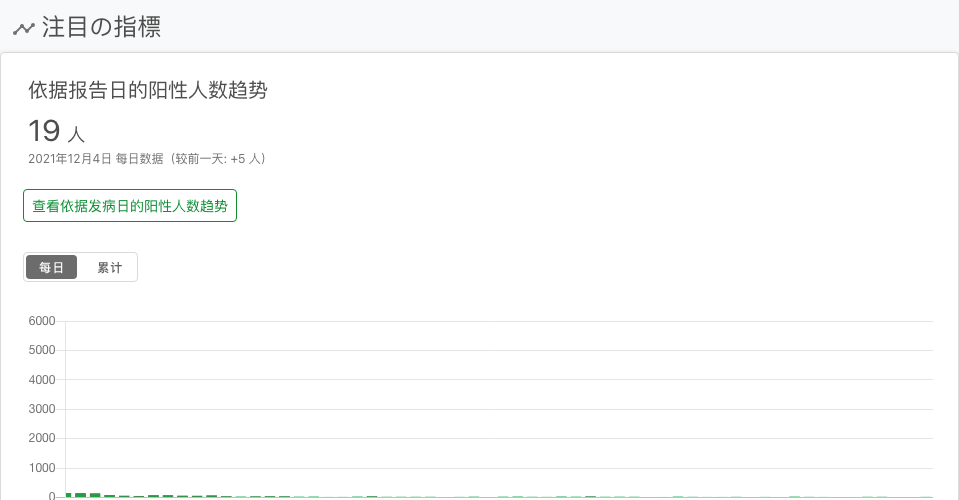 注目の指標
依据报告日的阳性人数趋势
19 人
2021年12月4日 每日数据（较前一天: +5 人）
查看依据发病日的阳性人数趋势
每日 累计
6000
5000
4000
3000
2000
1000
0